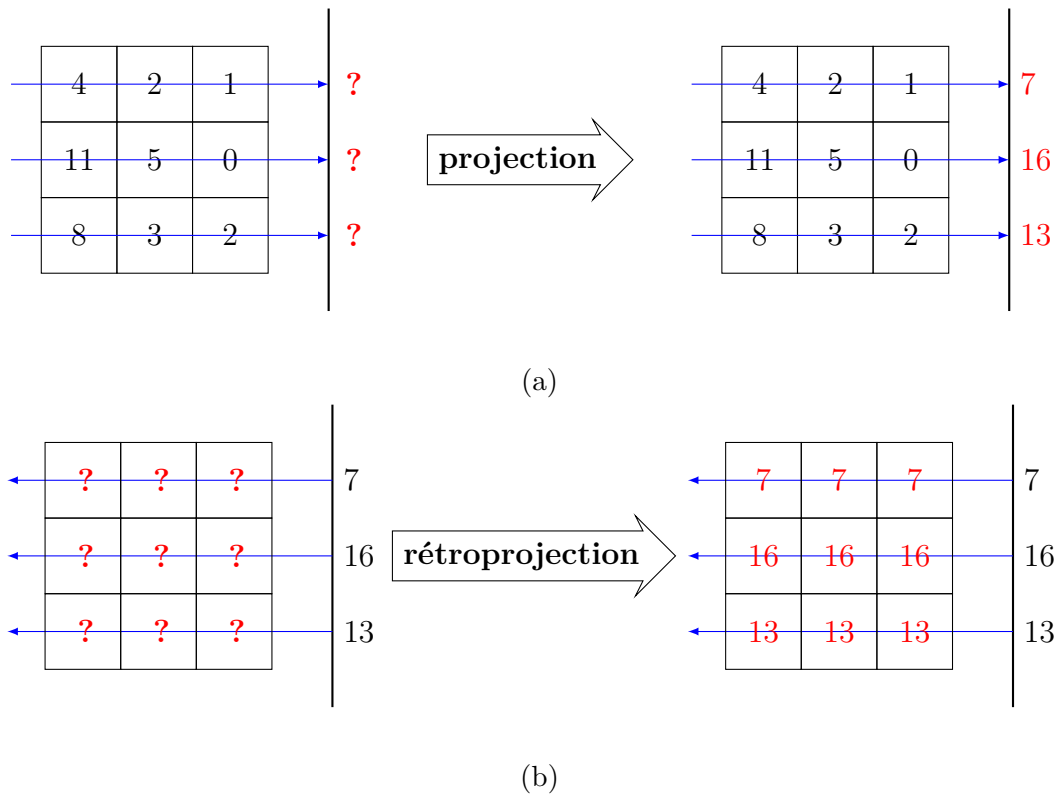 4 2 1 ? 4 2 1 7
11 5 0 ? projection 11 5 0 16
8 3 2 ? 8 3 2 13
(a)
? ? ? 7 7 7 7 7
? ? ? 16 rétroprojection 16 16 16 16
? ? ? 13 13 13 13 13
(b)